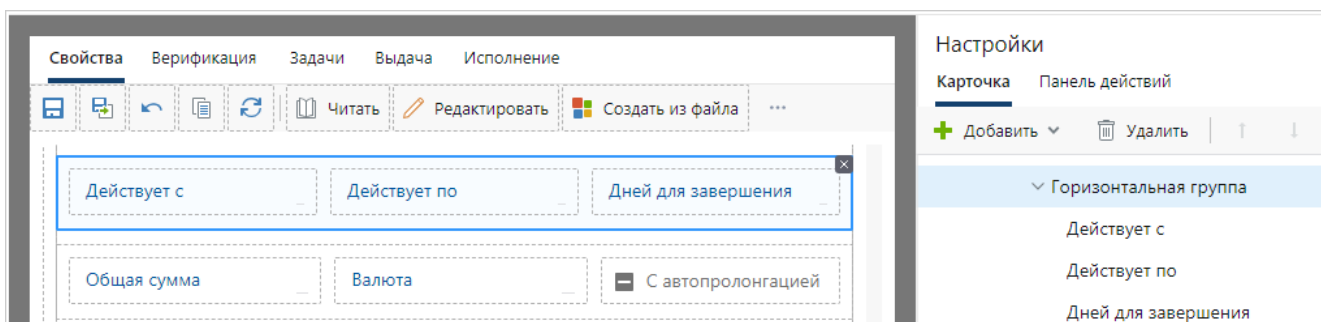 Свойства Верификация Задачи Выдача Исполнение
Читать Редактировать Создать из файла ...
Действует с Действует по Дней для завершения
Общая сумма Валюта С автопролонгацией
Настройки
Карточка Панель действий
Добавить Удалить
Горизонтальная группа
Действует с
Действует по
Дней для завершения